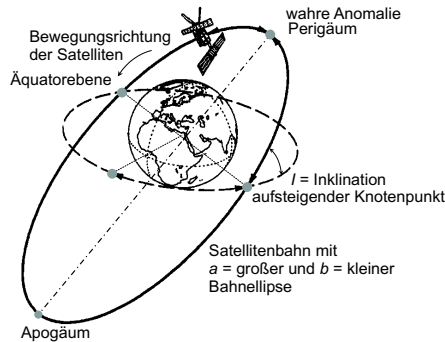 wahre Anomalie
Perigäum
Bewegungsrichtung
der Satelliten
Äquatorebene
I = Inklination
aufsteigender Knotenpunkt
Satellitenbahn mit
a = großer und b = kleiner
Bahnellipse
Apogäum